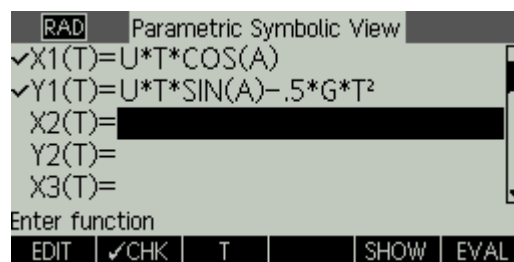 RAD Parametric Symbolic View
✓X1(T)=U*T*COS(A)
✓Y1(T)=U*T*SIN(A)-.5*G*T²
X2(T)=
Y2(T)=
X3(T)=
Enter function
EDIT ✓CHK T SHOW EVAL